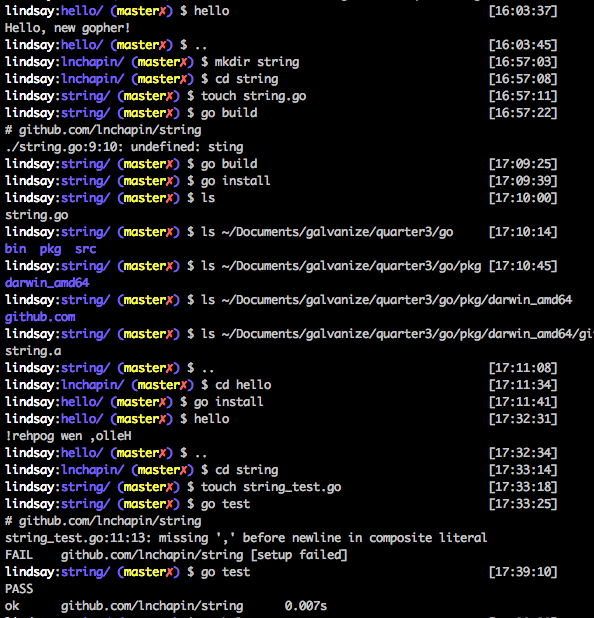 lindsay:hello/ (master✗) $ hello [16:03:37]
Hello, new gopher!
lindsay:hello/ (master✗) $ .. [16:03:45]
lindsay:lnchapin/ (master✗) $ mkdir string [16:57:03]
lindsay:lnchapin/ (master✗) $ cd string [16:57:08]
lindsay:string/ (master✗) $ touch string.go [16:57:11]
lindsay:string/ (master✗) $ go build [16:57:22]
# github.com/lnchapin/string
./string.go:9:10: undefined: sting
lindsay:string/ (master✗) $ go build [17:09:25]
lindsay:string/ (master✗) $ go install [17:09:39]
lindsay:string/ (master✗) $ ls [17:10:00]
string.go
lindsay:string/ (master✗) $ ls ~/Documents/galvanize/quarter3/go [17:10:14]
bin pkg src
lindsay:string/ (master✗) $ ls ~/Documents/galvanize/quarter3/go/pkg [17:10:45]
darwin_amd64
lindsay:string/ (master✗) $ ls ~/Documents/galvanize/quarter3/go/pkg/darwin_amd64
github.com
lindsay:string/ (master✗) $ ls ~/Documents/galvanize/quarter3/go/pkg/darwin_amd64/gi
string.a
lindsay:string/ (master✗) $ .. [17:11:08]
lindsay:lnchapin/ (master✗) $ cd hello [17:11:34]
lindsay:hello/ (master✗) $ go install [17:11:41]
lindsay:hello/ (master✗) $ hello [17:32:31]
!rehpog wen ,olleH
lindsay:hello/ (master✗) $ .. [17:32:34]
lindsay:lnchapin/ (master✗) $ cd string [17:33:14]
lindsay:string/ (master✗) $ touch string_test.go [17:33:18]
lindsay:string/ (master✗) $ go test [17:33:25]
# github.com/lnchapin/string
string_test.go:11:13: missing ',' before newline in composite literal
FAIL github.com/lnchapin/string [setup failed]
lindsay:string/ (master✗) $ go test [17:39:10]
PASS
ok github.com/lnchapin/string 0.007s